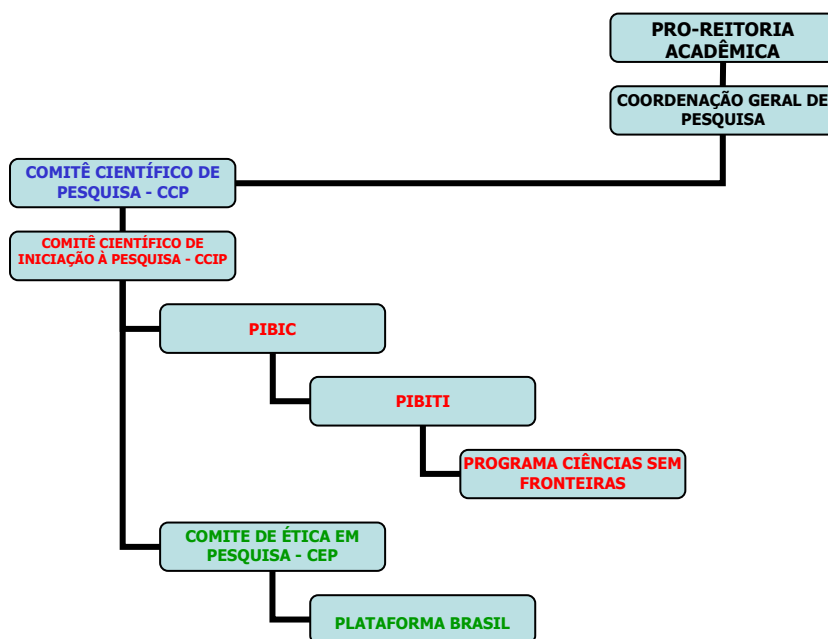 PRO-REITORIA
ACADÊMICA
COORDENAÇÃO GERAL DE
PESQUISA
COMITÊ CIENTÍFICO DE
PESQUISA - CCP
COMITÊ CIENTÍFICO DE
INICIAÇÃO À PESQUISA - CCIP
PIBIC
PIBITI
PROGRAMA CIÊNCIAS SEM
FRONTEIRAS
COMITE DE ÉTICA EM
PESQUISA - CEP
PLATAFORMA BRASIL